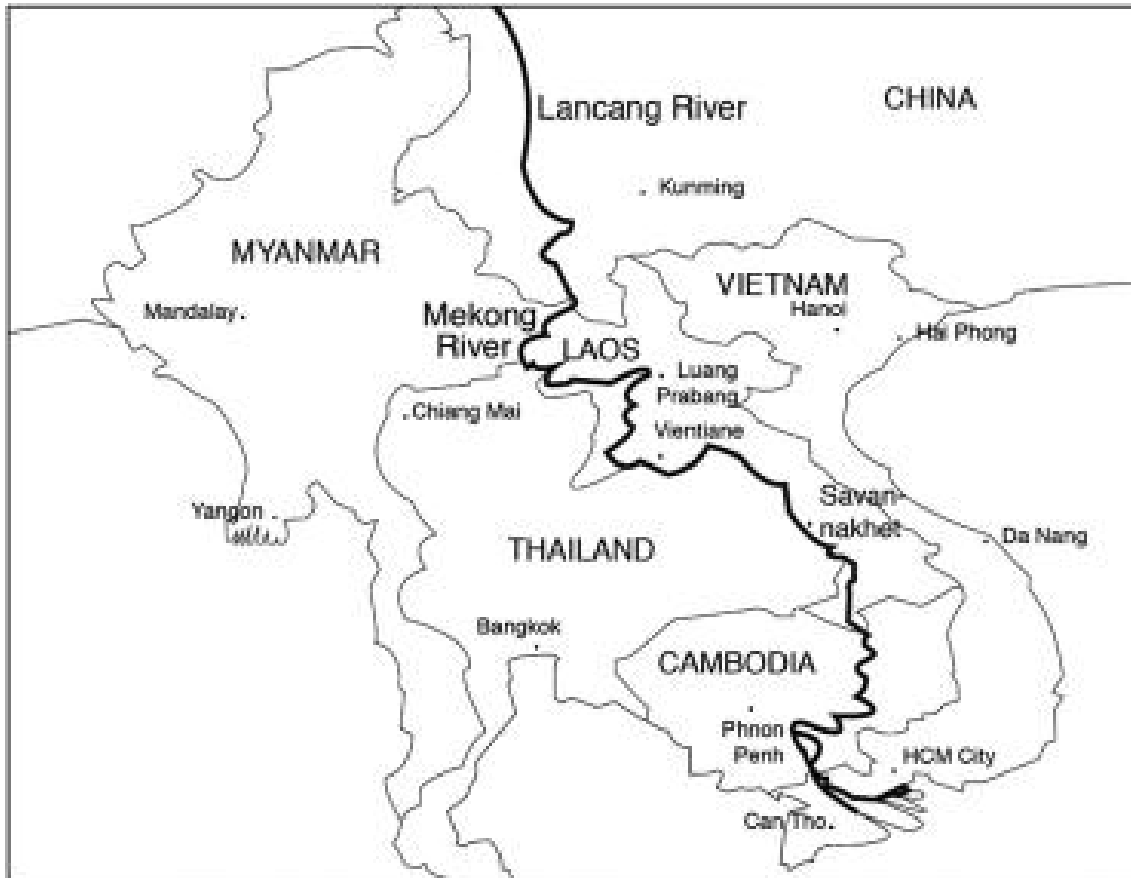 CHINA
Lancang River
Kunming
MYANMAR
VIETNAM
Hanoi
Mandalay
Mekong
River
Hai Phong
LAOS
Luang
Prabang
Chiang Mai
Vientiane
Savan-
nakhet
Yangon
Da Nang
THAILAND
Bangkok
CAMBODIA
Phnon
Penh
HCM City
Can Tho